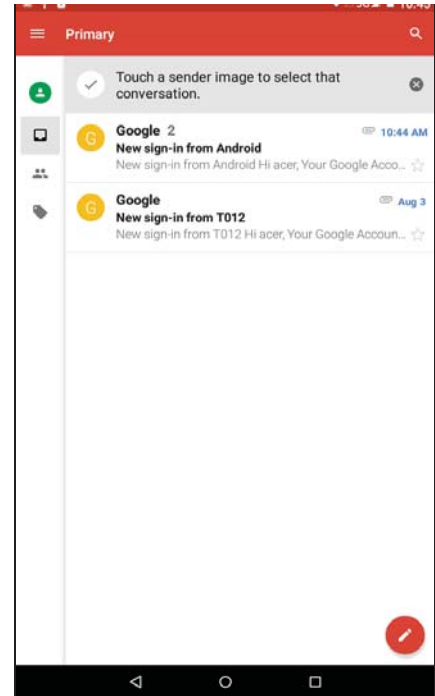 Primary
Touch a sender image to select that
conversation.
G
Google 2
10:44 AM
New sign-in from Android
New sign-in from Android Hi acer, Your Google Acco...
G
Google
Aug 3
New sign-in from T012
New sign-in from T012 Hi acer, Your Google Accoun...